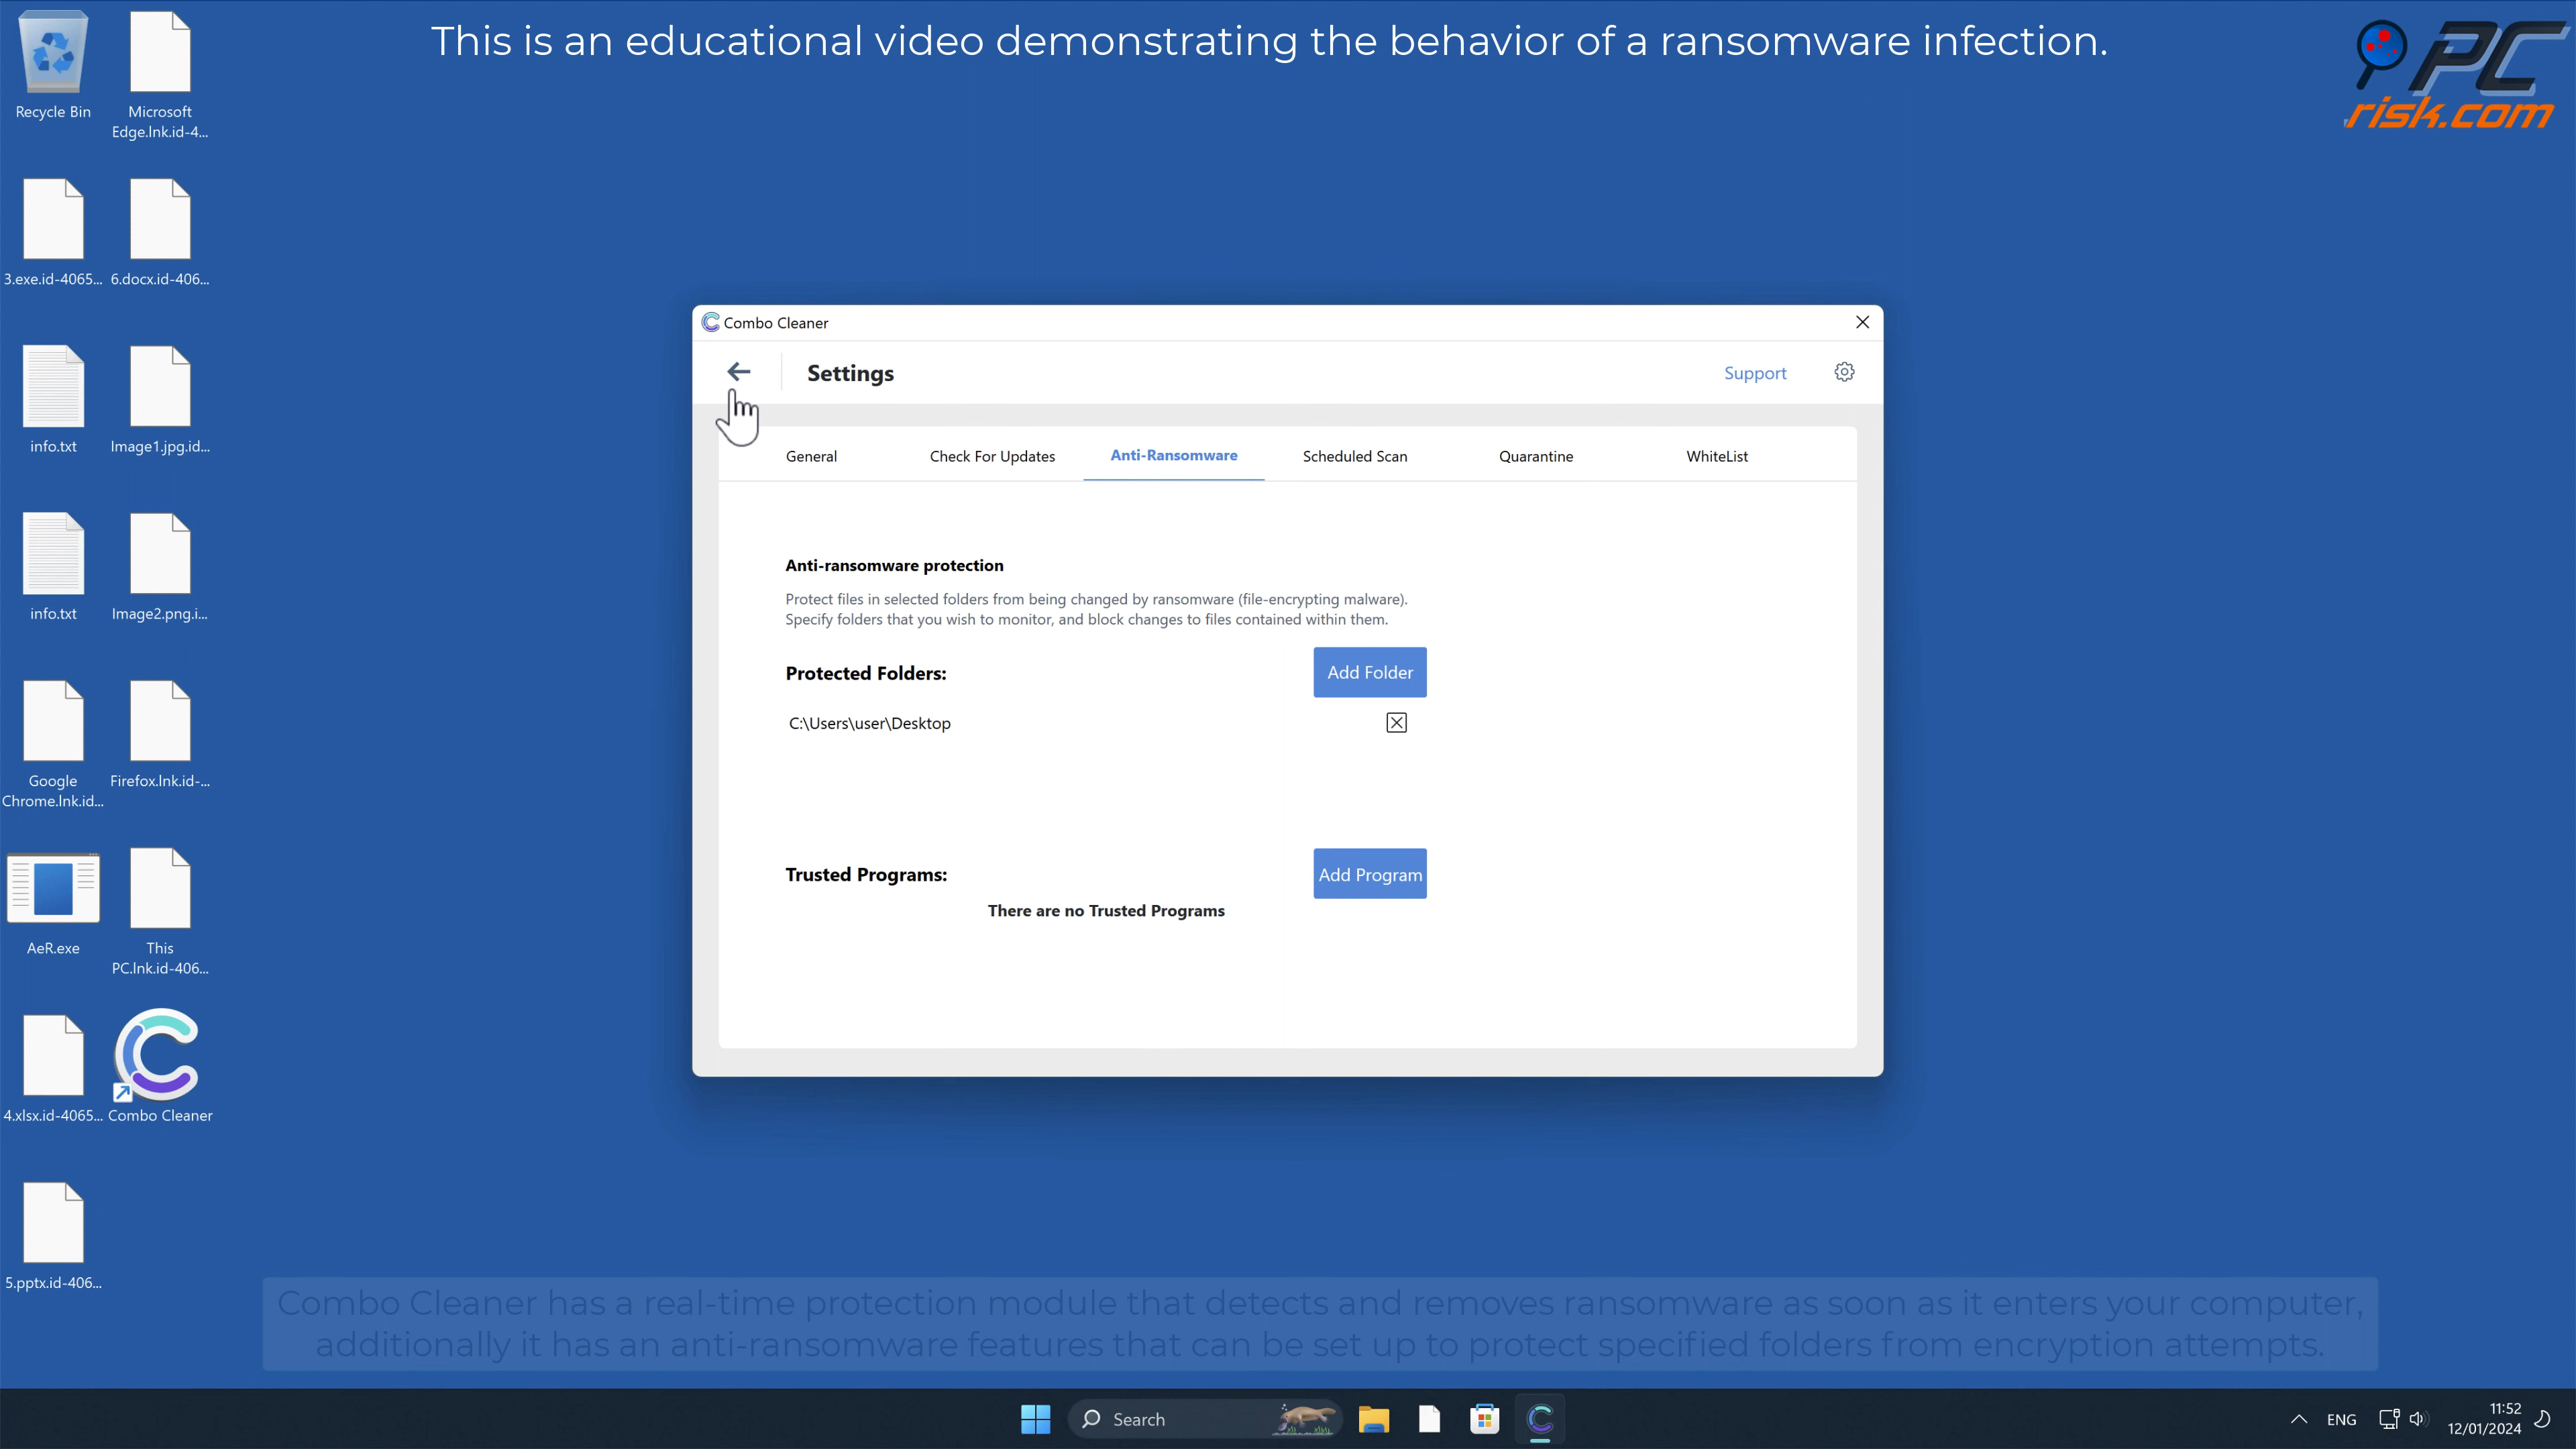 This is an educational video demonstrating the behavior of a ransomware infection.
PC
risk.com
Recycle Bin
Microsoft
Edge.lnk.id-4...
3.exe.id-4065...
6.docx.id-406...
info.txt
Image1.jpg.id...
info.txt
Image2.png.i...
Google
Chrome.lnk.id...
Firefox.lnk.id-...
AeR.exe
This
PC.lnk.id-406...
4.xlsx.id-4065...
Combo Cleaner
5.pptx.id-406...
Combo Cleaner
Settings
Support
General
Check For Updates
Anti-Ransomware
Scheduled Scan
Quarantine
WhiteList
Anti-ransomware protection
Protect files in selected folders from being changed by ransomware (file-encrypting malware).
Specify folders that you wish to monitor, and block changes to files contained within them.
Protected Folders:
Add Folder
C:\Users\user\Desktop
Trusted Programs:
Add Program
There are no Trusted Programs
Combo Cleaner has a real-time protection module that detects and removes ransomware as soon as it enters your computer,
additionally it has an anti-ransomware features that can be set up to protect specified folders from encryption attempts.
Search
ENG
11:52
12/01/2024